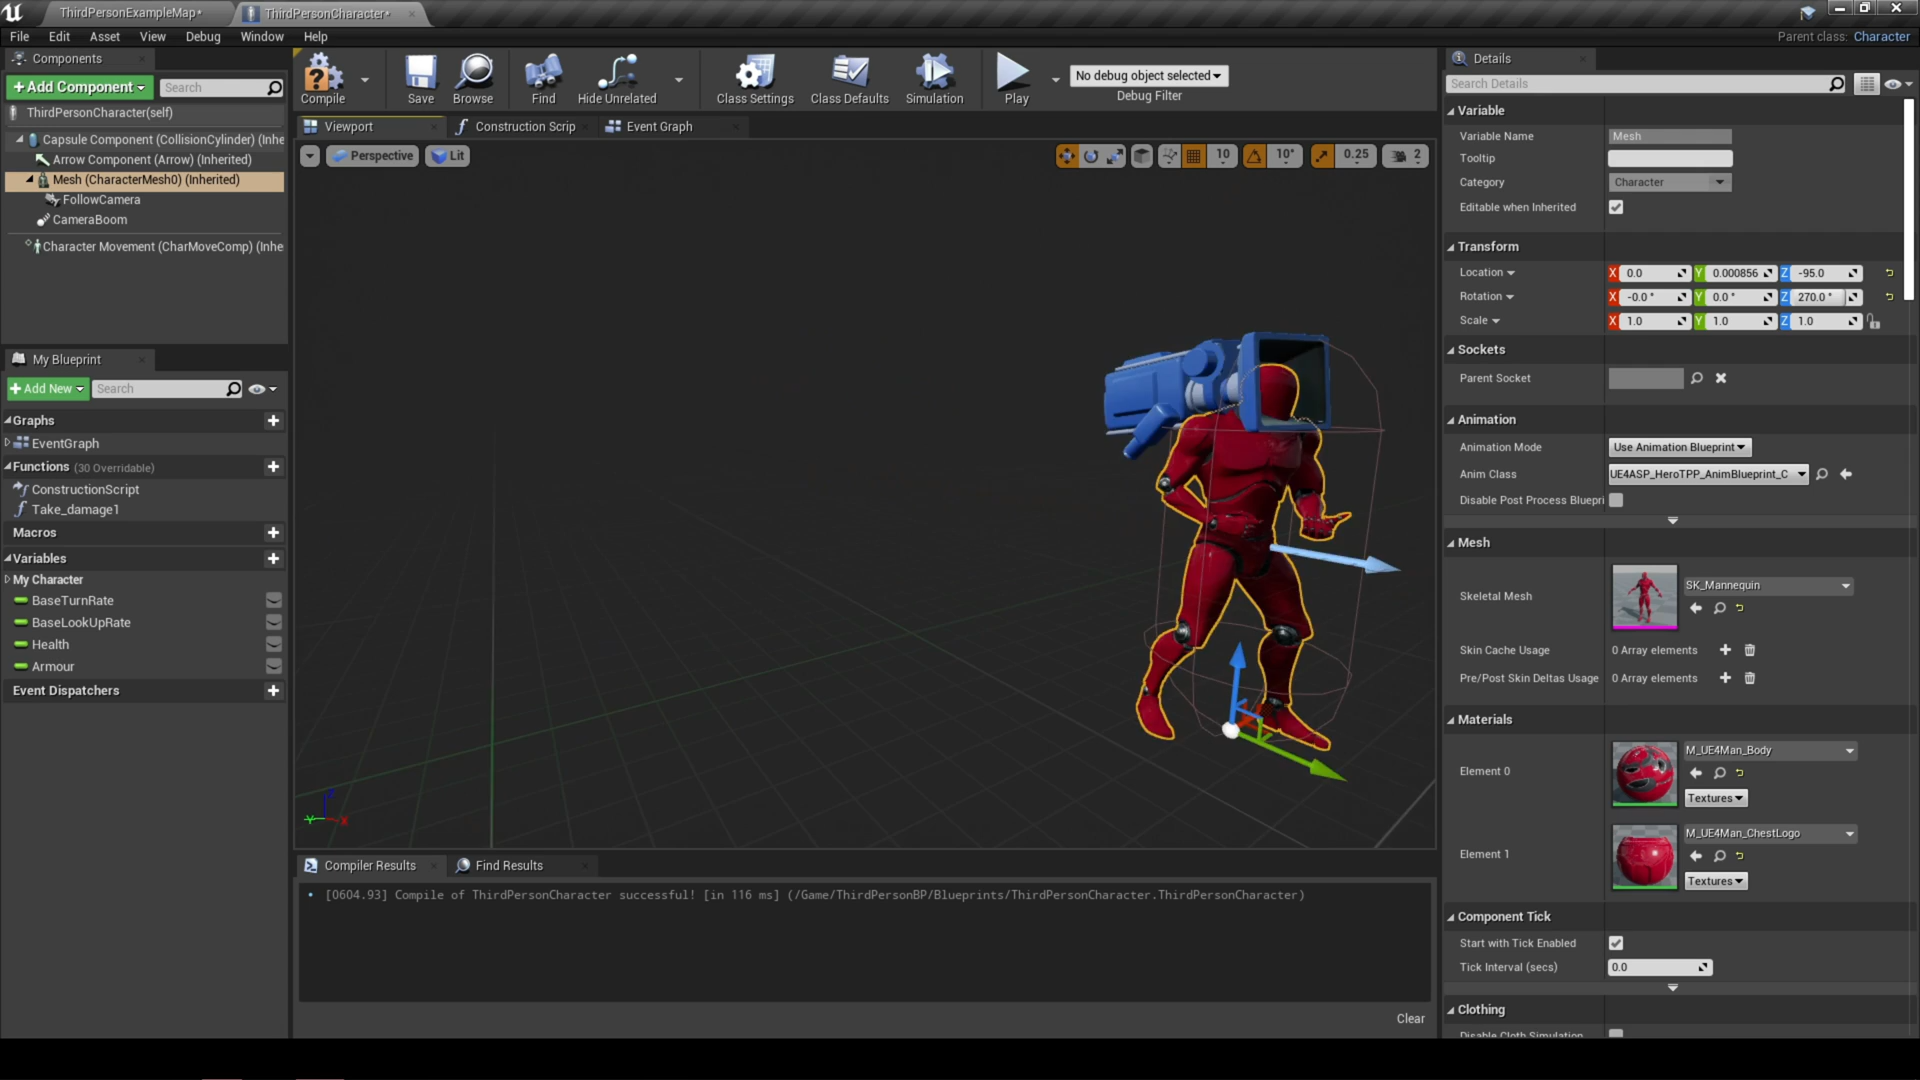 ThirdPersonExampleMap*
ThirdPersonCharacter*
File Edit Asset View Debug Window Help
Parent class: Character
Components
+Add Component
Search
ThirdPersonCharacter(self)
Capsule Component (CollisionCylinder) (Inhe
Arrow Component (Arrow) (Inherited)
Mesh (CharacterMesh0) (Inherited)
FollowCamera
CameraBoom
Character Movement (CharMoveComp) (Inhe
My Blueprint
+Add New
Search
Graphs
EventGraph
Functions (30 Overridable)
ConstructionScript
Take_damage1
Macros
Variables
My Character
BaseTurnRate
BaseLookUpRate
Health
Armour
Event Dispatchers
Compile
Save
Browse
Find
Hide Unrelated
Class Settings
Class Defaults
Simulation
Play
No debug object selected
Debug Filter
Viewport
Construction Scrip
Event Graph
Perspective
Lit
10
10°
0.25
2
Z
Y
X
Compiler Results
Find Results
• [0604.93] Compile of ThirdPersonCharacter successful! [in 116 ms] (/Game/ThirdPersonBP/Blueprints/ThirdPersonCharacter.ThirdPersonCharacter)
Clear
Details
Search Details
Variable
Variable Name Mesh
Tooltip
Category Character
Editable when Inherited
Transform
Location X 0.0 Y 0.000856 Z -95.0
Rotation X -0.0 ° Y 0.0 ° Z 270.0 °
Scale X 1.0 Y 1.0 Z 1.0
Sockets
Parent Socket
Animation
Animation Mode Use Animation Blueprint
Anim Class UE4ASP_HeroTPP_AnimBlueprint_C
Disable Post Process Bluepri
Mesh
Skeletal Mesh SK_Mannequin
Skin Cache Usage 0 Array elements
Pre/Post Skin Deltas Usage 0 Array elements
Materials
Element 0 M_UE4Man_Body
Textures
Element 1 M_UE4Man_ChestLogo
Textures
Component Tick
Start with Tick Enabled
Tick Interval (secs) 0.0
Clothing
Disable Cloth Simulation